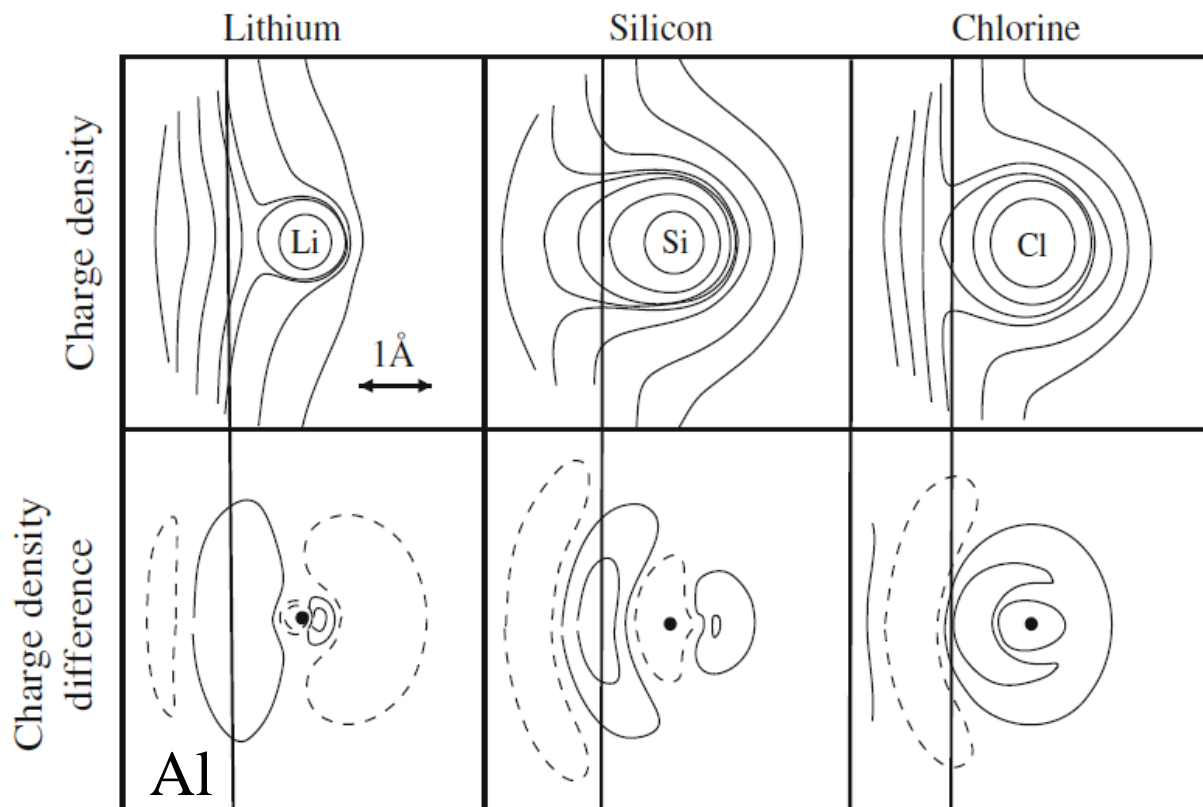 Lithium
Silicon
Chlorine
Charge density
Li
Si
Cl
1Å
Charge density
difference
Al